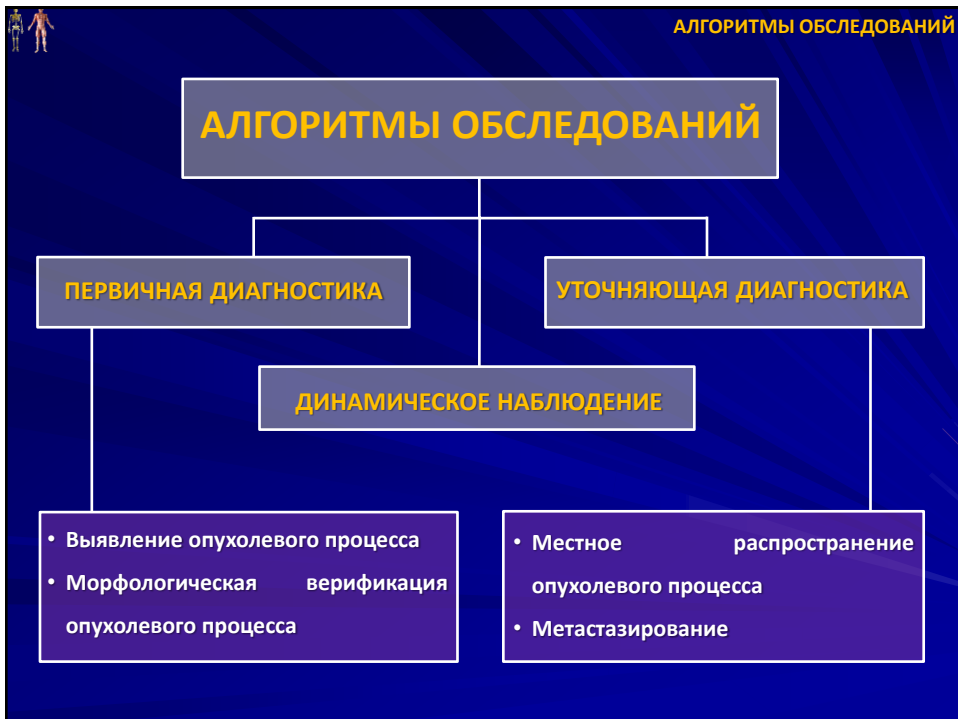 АЛГОРИТМЫ ОБСЛЕДОВАНИЙ
АЛГОРИТМЫ ОБСЛЕДОВАНИЙ
ПЕРВИЧНАЯ ДИАГНОСТИКА
УТОЧНЯЮЩАЯ ДИАГНОСТИКА
ДИНАМИЧЕСКОЕ НАБЛЮДЕНИЕ
• Выявление опухолевого процесса
• Морфологическая верификация
опухолевого процесса
• Местное распространение
опухолевого процесса
• Метастазирование